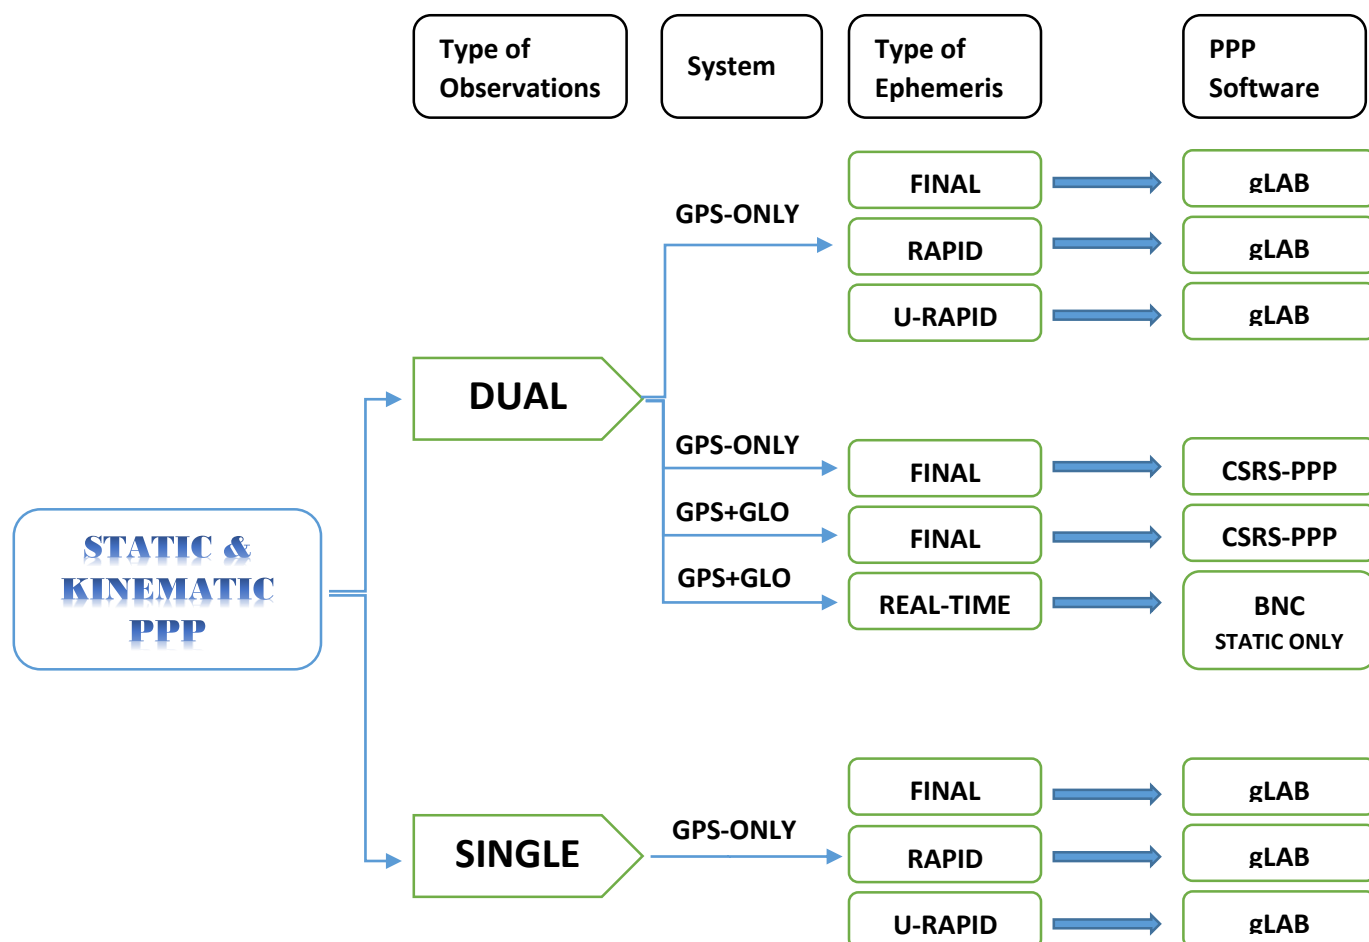 Type of
Observations
System
Type of
Ephemeris
PPP
Software
FINAL
gLAB
GPS-ONLY
RAPID
gLAB
U-RAPID
gLAB
DUAL
GPS-ONLY
FINAL
CSRS-PPP
GPS+GLO
FINAL
CSRS-PPP
GPS+GLO
REAL-TIME
BNC
STATIC ONLY
STATIC &
KINEMATIC
PPP
FINAL
gLAB
SINGLE
GPS-ONLY
RAPID
gLAB
U-RAPID
gLAB